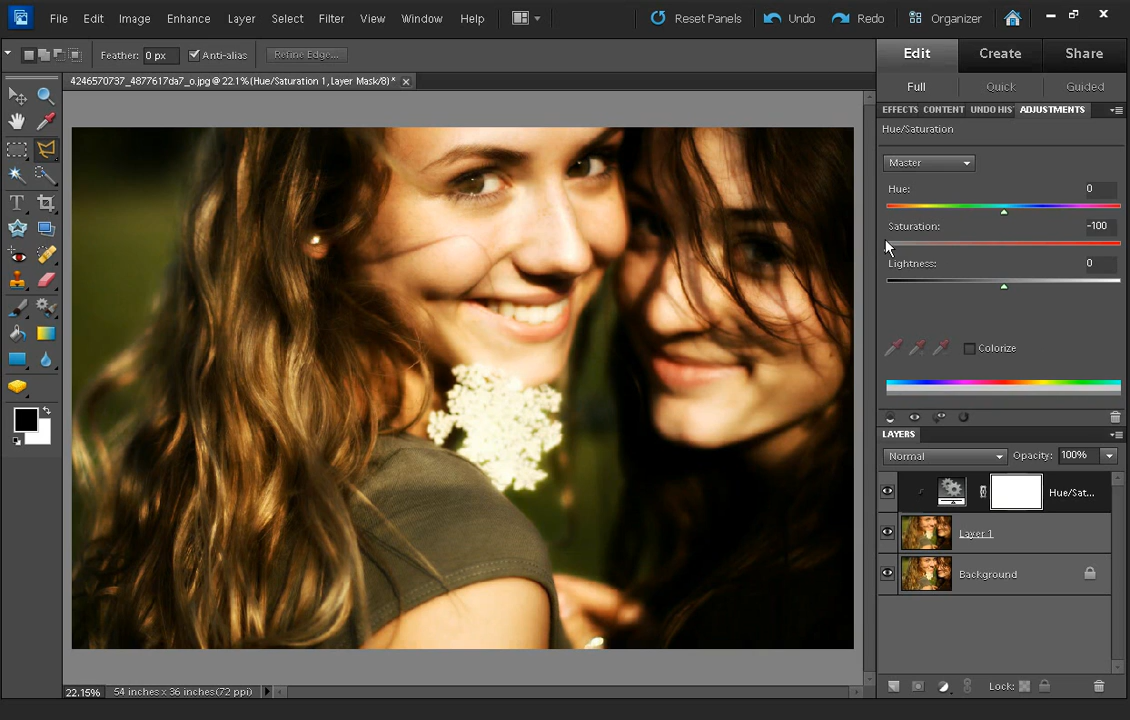 File Edit Image Enhance Layer Select Filter View Window Help Reset Panels Undo Redo Organizer
Feather: 0 px Anti-alias Refine Edge...
Edit Create Share
4246570737_4877617da7_o.jpg @ 22.1%(Hue/Saturation 1,Layer Mask/8)*
Full Quick Guided
EFFECTS CONTENT UNDO HIS ADJUSTMENTS
Hue/Saturation
Master
Hue: 0
Saturation: -100
Lightness: 0
Colorize
LAYERS
Normal Opacity: 100%
Hue/Sat...
Layer 1
Background
Lock:
22.15% 54 inches x 36 inches (72 ppi)